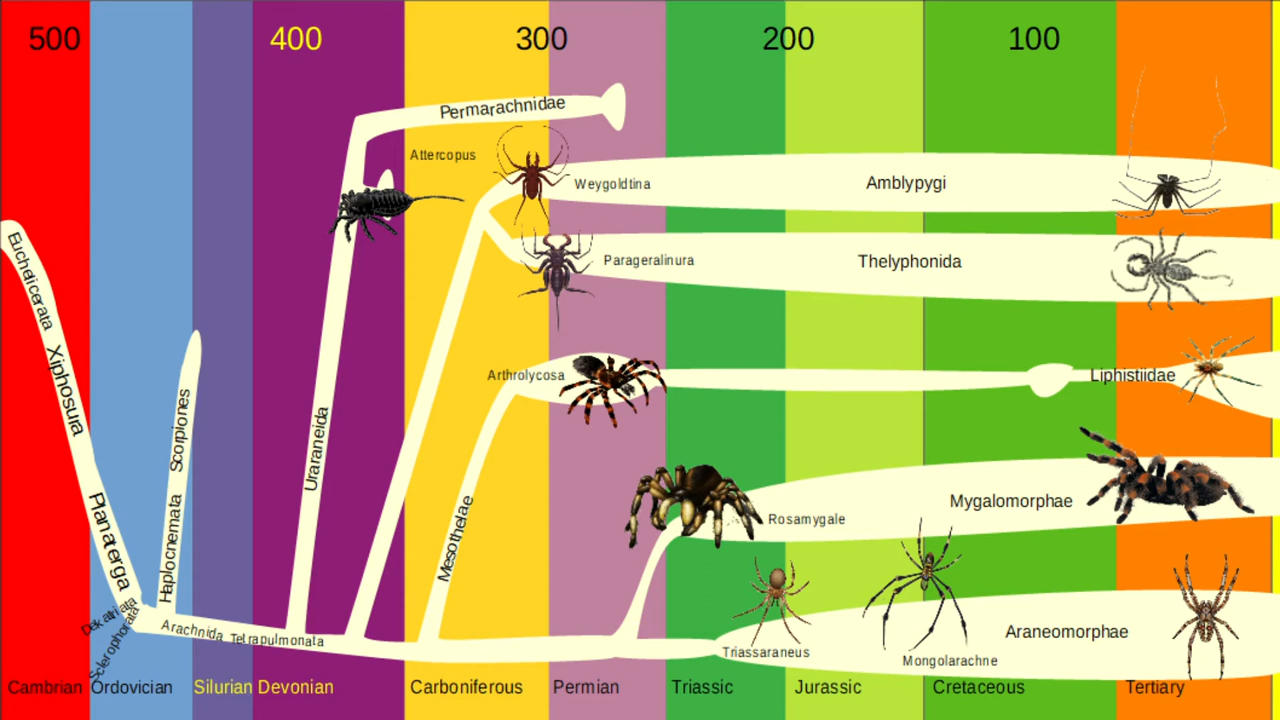 500
400
300
200
100
Permarachnidae
Attercopus
Weygoldtina
Amblypygi
EucheJicerata
Xiphosura
Planaterga
Parageralinura
Thelyphonida
Scorpiones
Haplocnemata
Uraraneida
Arthrolycosa
Liphistiidae
Mesothelae
Mygalomorphae
Rosamygale
Dekatriata
Sclerophorata
Arachnida
Tetrapulmonata
Araneomorphae
Triassaraneus
Mongolarachne
Cambrian
Ordovician
Silurian
Devonian
Carboniferous
Permian
Triassic
Jurassic
Cretaceous
Tertiary